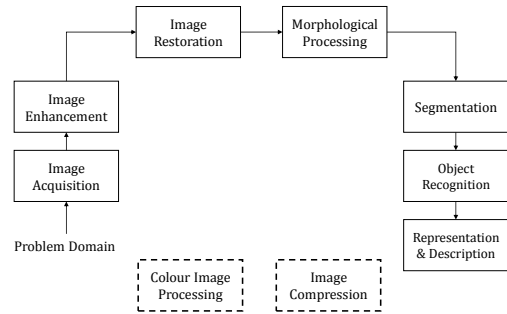 Image
Restoration
Morphological
Processing
Image
Enhancement
Segmentation
Image
Acquisition
Object
Recognition
Problem Domain
Representation
& Description
Colour Image
Processing
Image
Compression